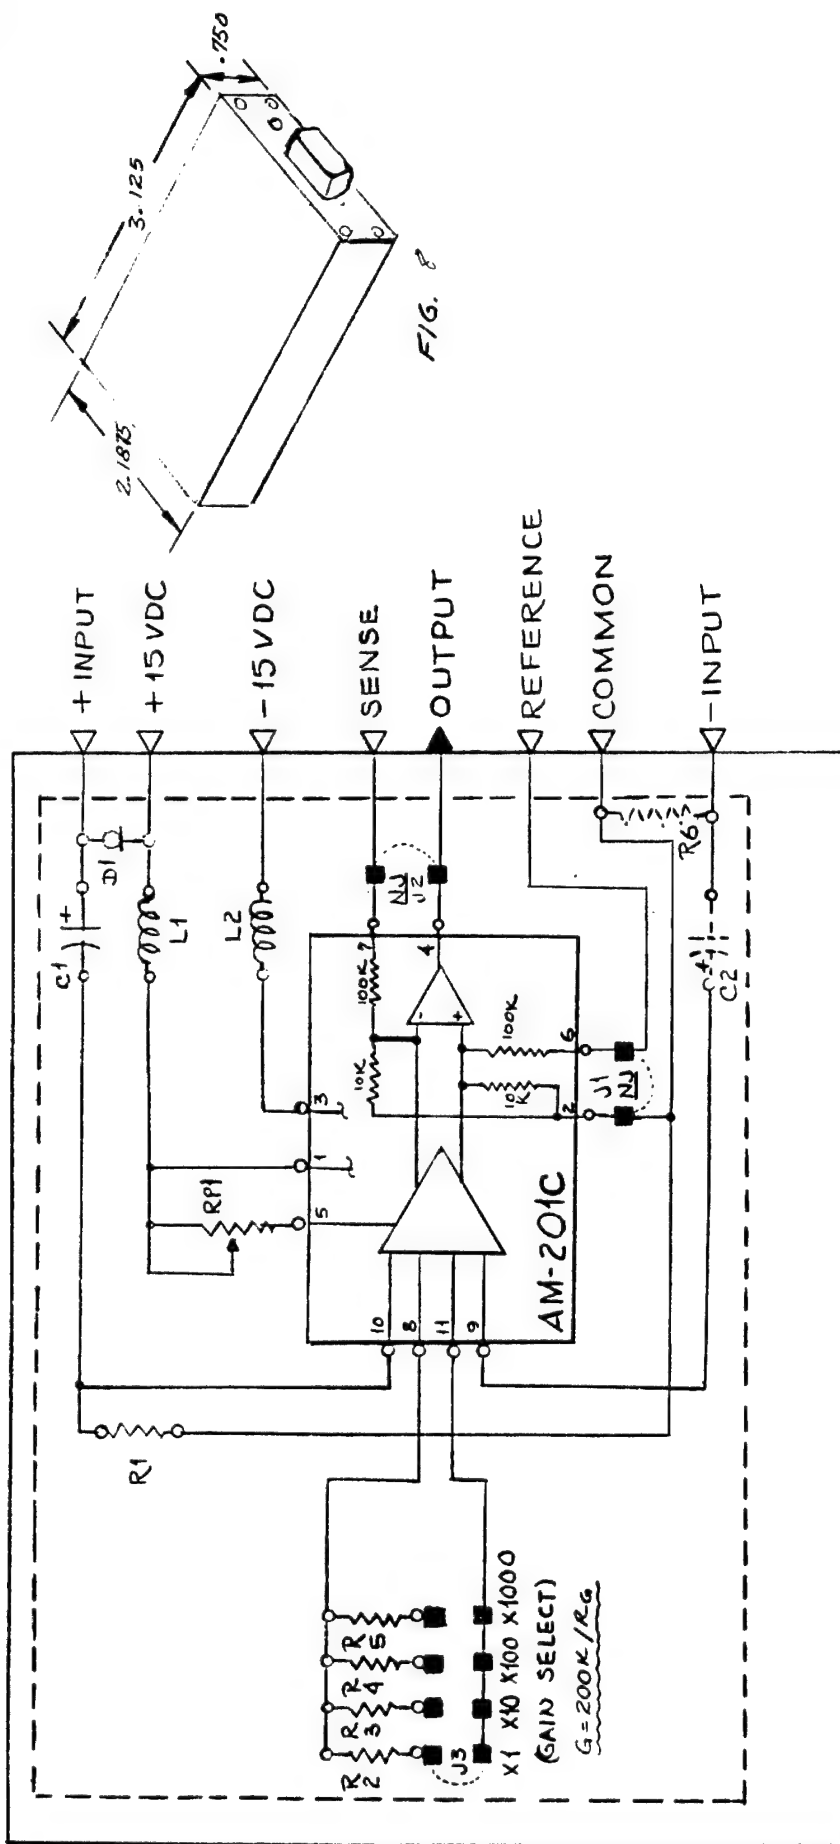 .750
3.125
2.1875
FIG. 8
+ INPUT
+15VDC
-15VDC
SENSE
OUTPUT
REFERENCE
COMMON
-INPUT
C1
+
D1
L1
L2
NJ
J2
R6
C2
+
7
4
100K
10K
-
+
100K
10K
6
2
J1
NJ
3
1
5
RP1
AM-201C
10
8
11
9
R1
R2
R3
R4
R5
J3
X1 X10 X100 X1000
(GAIN SELECT)
G=200K/RG